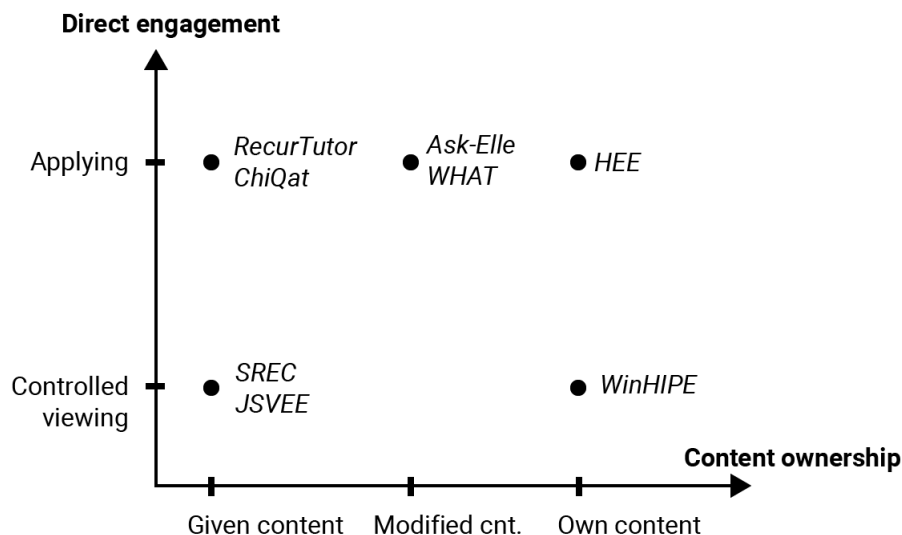 Direct engagement
Applying
RecurTutor
ChiQat
Ask-Elle
WHAT
HEE
Controlled
viewing
SREC
JSVEE
WinHIPE
Content ownership
Given content
Modified cnt.
Own content